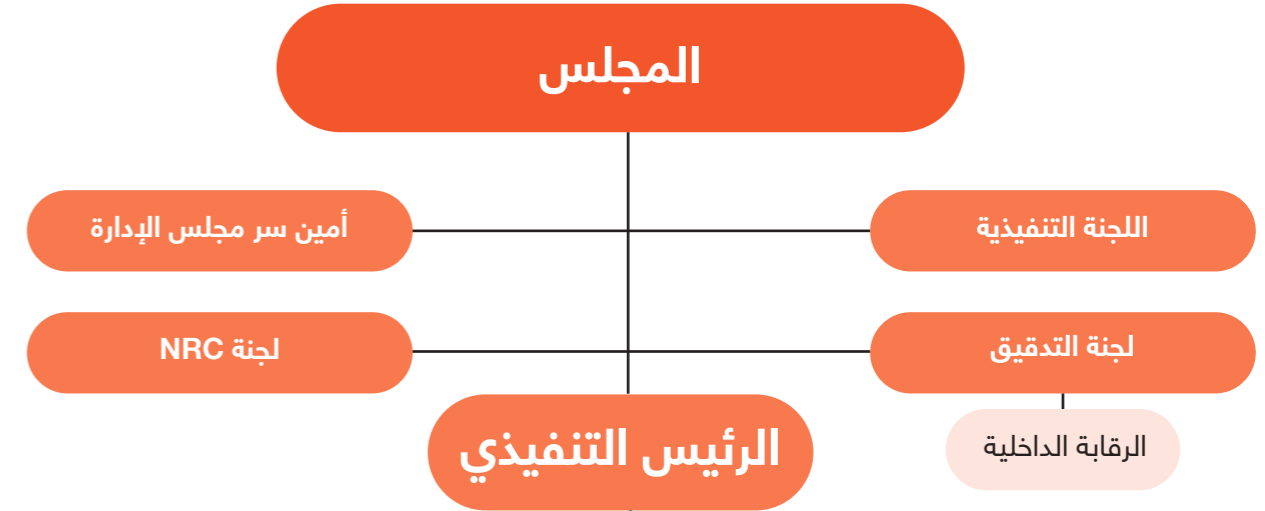 المجلس
اللجنة التنفيذية
أمين سر مجلس الإدارة
لجنة التدقيق
لجنة NRC
الرقابة الداخلية
الرئيس التنفيذي